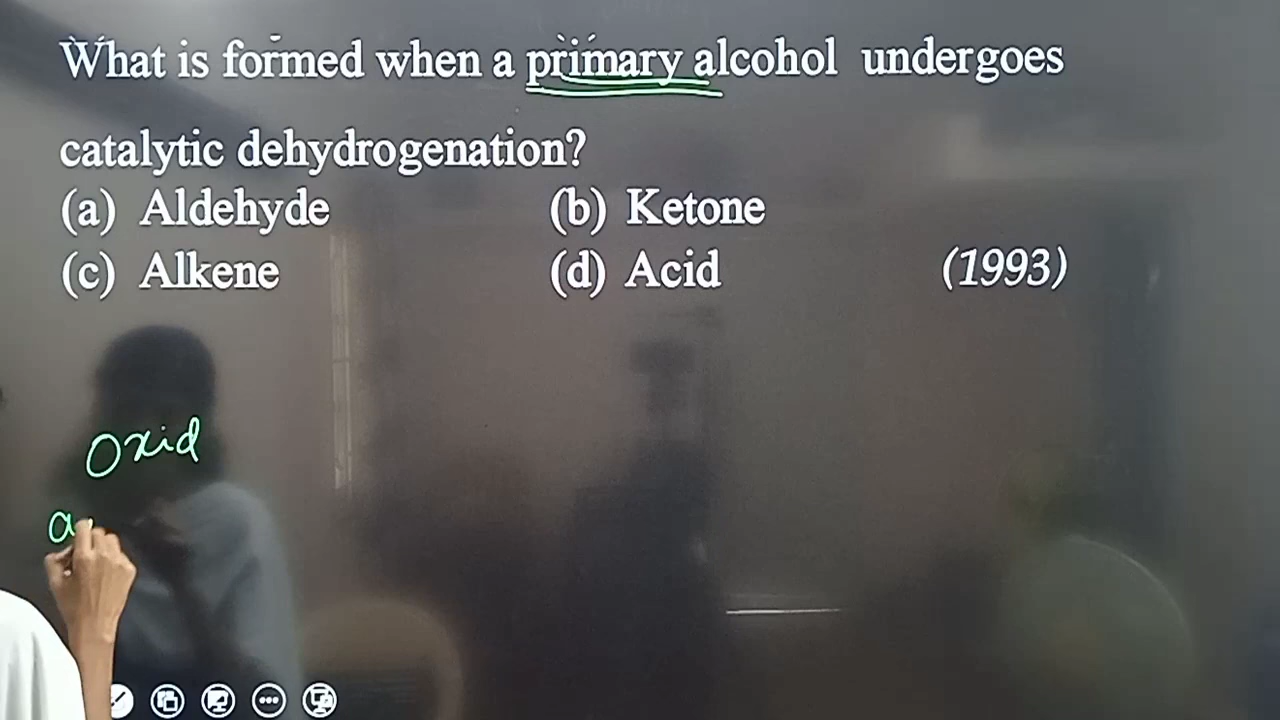 What is formed when a primary alcohol undergoes
catalytic dehydrogenation?
(a) Aldehyde (b) Ketone
(c) Alkene (d) Acid (1993)
Oxid